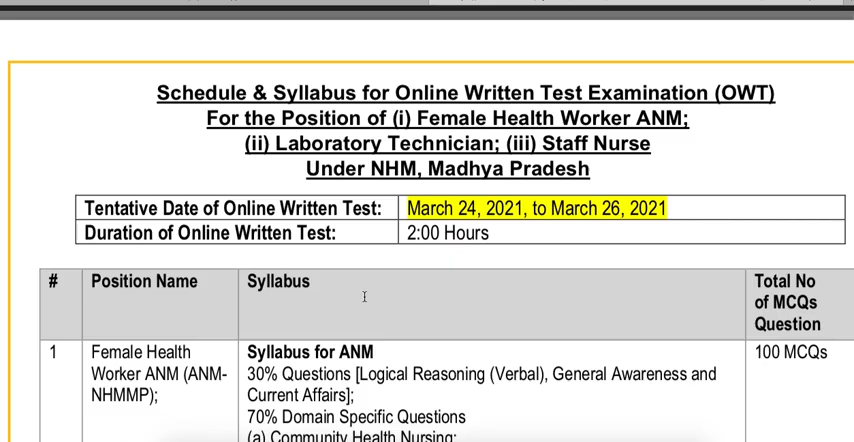 Schedule & Syllabus for Online Written Test Examination (OWT)
For the Position of (i) Female Health Worker ANM;
(ii) Laboratory Technician; (iii) Staff Nurse
Under NHM, Madhya Pradesh
Tentative Date of Online Written Test: March 24, 2021, to March 26, 2021
Duration of Online Written Test: 2:00 Hours
# Position Name Syllabus Total No
of MCQs
Question
1 Female Health Syllabus for ANM 100 MCQs
Worker ANM (ANM- 30% Questions [Logical Reasoning (Verbal), General Awareness and
NHMMP); Current Affairs];
70% Domain Specific Questions
(a) Community Health Nursing;